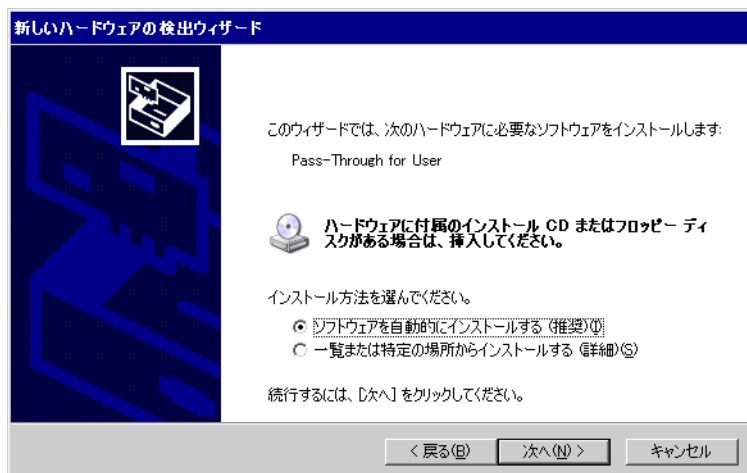 新しいハードウェアの検出ウィザード
このウィザードでは、次のハードウェアに必要なソフトウェアをインストールします:
Pass-Through for User
ハードウェアに付属のインストール CD またはフロッピー ディ
スクがある場合は、挿入してください。
インストール方法を選んでください。
ソフトウェアを自動的にインストールする (推奨)(I)
一覧または特定の場所からインストールする (詳細)(S)
続行するには、[次へ] をクリックしてください。
< 戻る(B) 次へ(N) > キャンセル